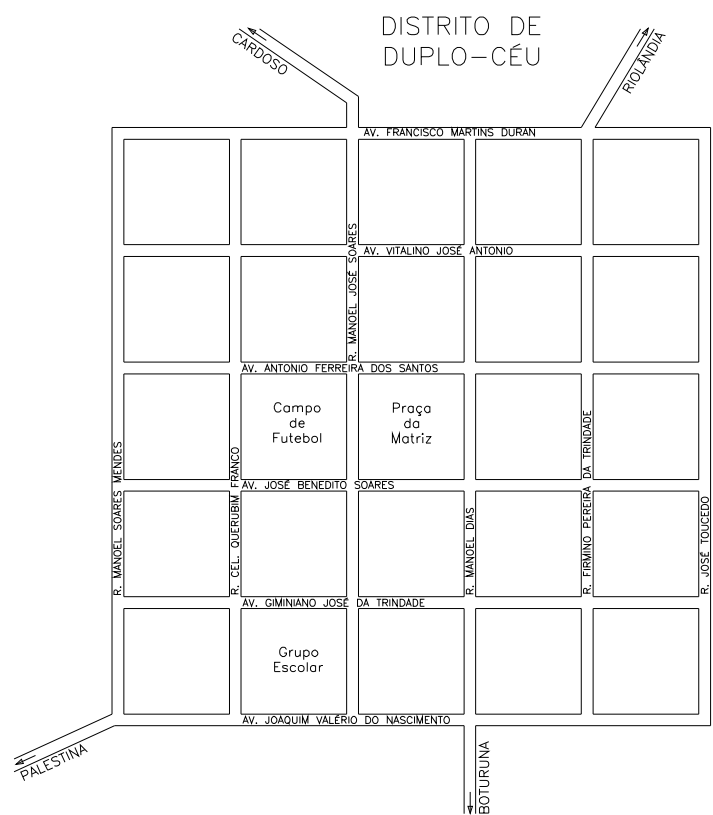 DISTRITO DE
DUPLO-CÉU
CARDOSO
RIOLÂNDIA
AV. FRANCISCO MARTINS DURAN
R. MANOEL JOSÉ SOARES
AV. VITALINO JOSÉ ANTONIO
AV. ANTONIO FERREIRA DOS SANTOS
Campo
de
Futebol
Praça
da
Matriz
R. MANOEL SOARES MENDES
R. CEL. QUERUBIM FRANCO
AV. JOSÉ BENEDITO SOARES
R. MANOEL DIAS
R. FIRMINO PEREIRA DA TRINDADE
R. JOSÉ TOUCEDO
AV. GIMINIANO JOSÉ DA TRINDADE
Grupo
Escolar
AV. JOAQUIM VALÉRIO DO NASCIMENTO
PALESTINA
BOTURUNA